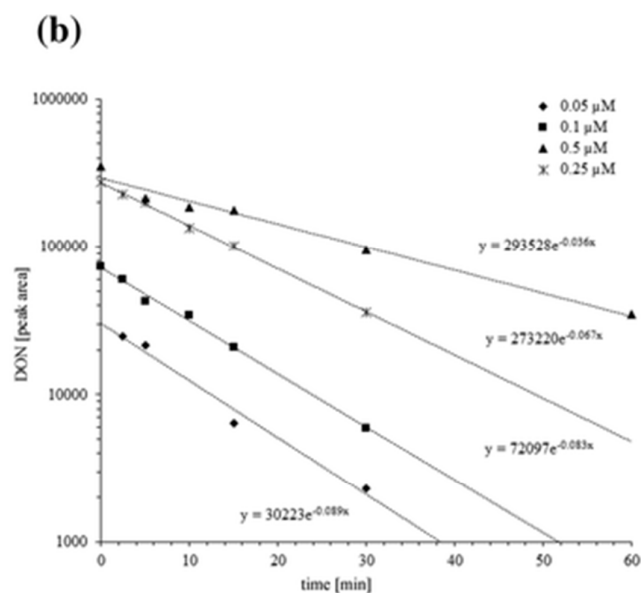 (b)
1000000
100000
10000
1000
DON [peak area]
0.05 µM
0.1 µM
0.5 µM
0.25 µM
y = 293528e^-0.036x
y = 273220e^-0.067x
y = 72097e^-0.083x
y = 30223e^-0.089x
0 10 20 30 40 50 60
time [min]